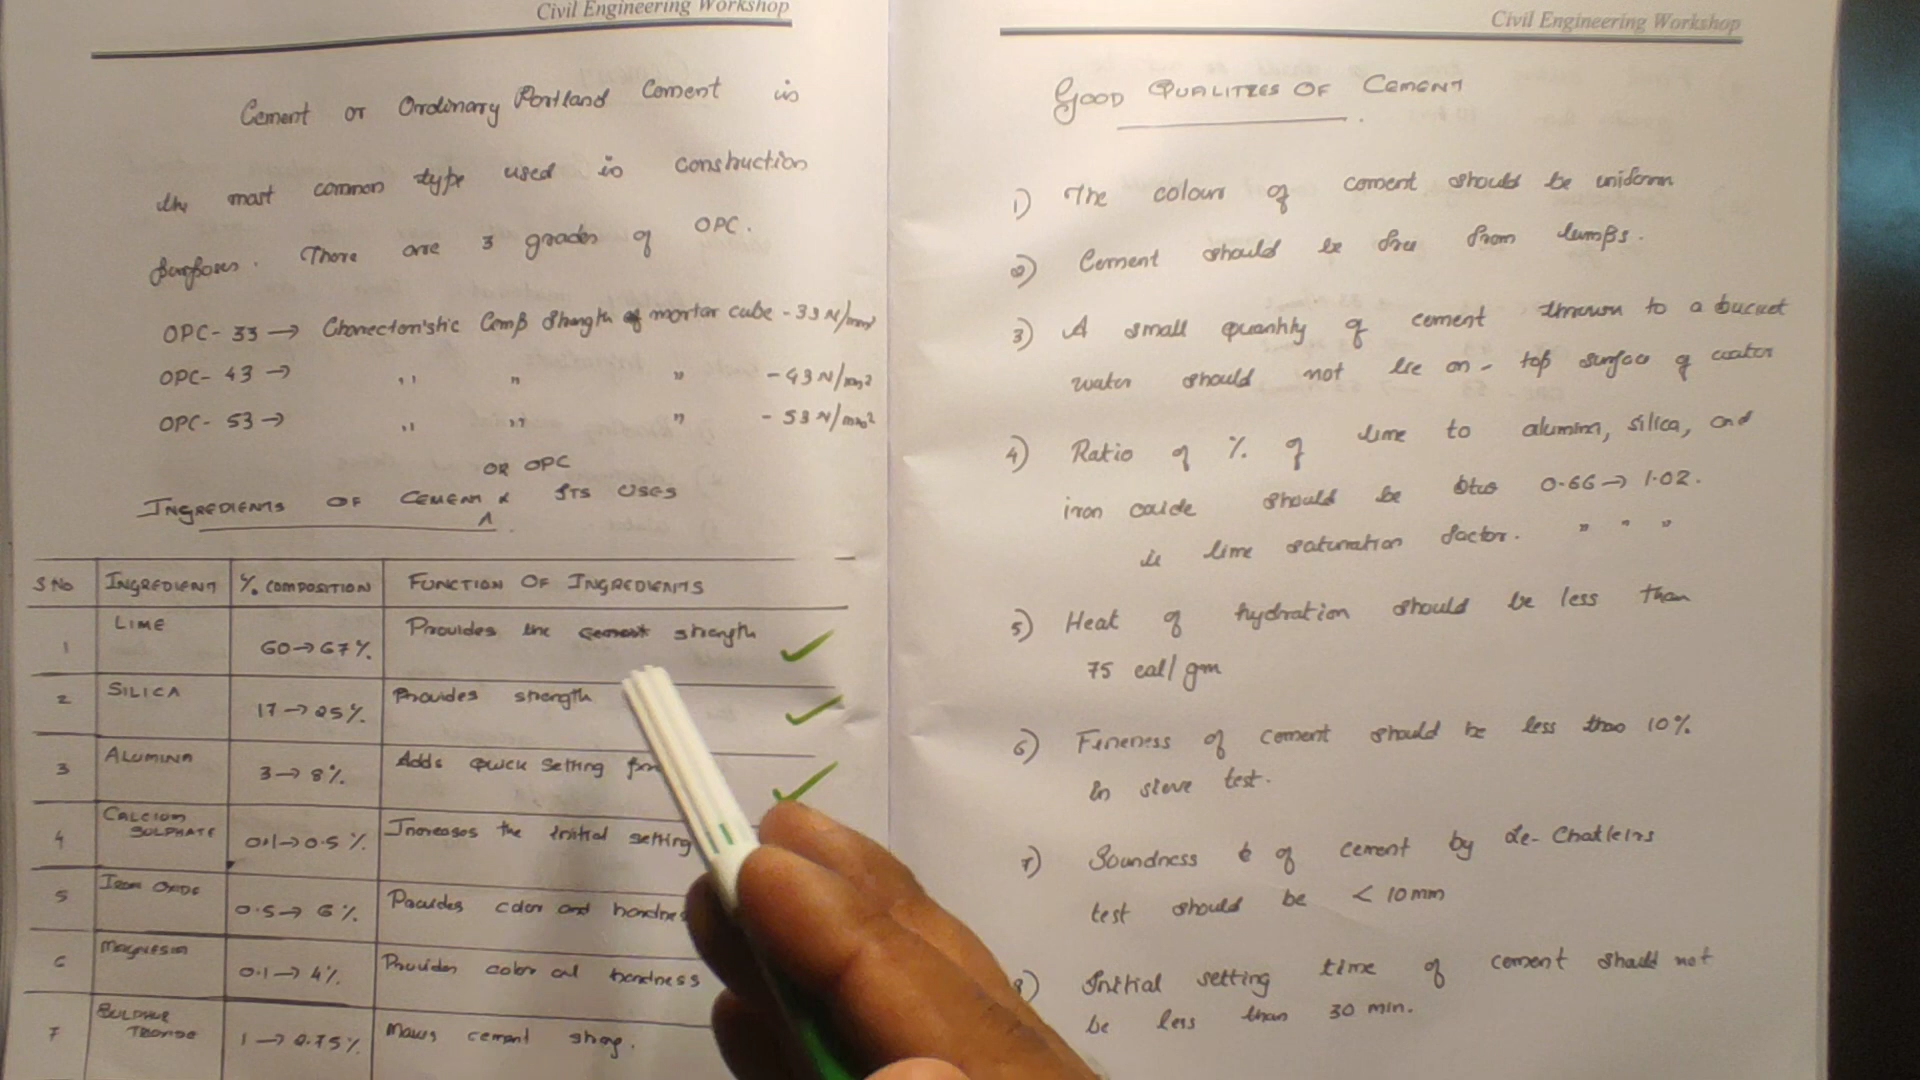 Civil Engineering Workshop
Cement or Ordinary Portland Cement is
the most common type used in construction
purposes. There are 3 grades of OPC.
OPC- 33 → Characteristic Comp Strength of mortar cube - 33 N/mm²
OPC- 43 → ,, ,, ,, - 43 N/mm²
OPC- 53 → ,, ,, ,, - 53 N/mm²
OR OPC
INGREDIENTS OF CEMENT & ITS USES
S NO INGREDIENT % COMPOSITION FUNCTION OF INGREDIENTS
1 LIME 60 → 67 %. Provides the cement strength
2 SILICA 17 → 25 %. Provides strength
3 ALUMINA 3 → 8 %. Adds quick setting
4 CALCIUM SULPHATE 0.1 → 0.5 %. Increases the initial setting
5 IRON OXIDE 0.5 → 6 %. Provides color and hardnes
6 MAGNESIA 0.1 → 4 %. Provides color and hardness
7 SULPHUR 1 → 2.75 %. Makes cement
Civil Engineering Workshop
GOOD QUALITIES OF CEMENT
1) The colour of cement should be uniform
2) Cement should be free from lumps.
3) A small quantity of cement thrown to a bucket
water should not lie on - top surface of water
4) Ratio of % of lime to alumina, silica, and
iron oxide should be btw 0.66 → 1.02.
is lime saturation factor. " " "
5) Heat of hydration should be less than
75 cal/gm
6) Fineness of cement should be less than 10%
in sieve test.
7) Soundness of cement by Le-Chatleirs
test should be < 10 mm
8) Initial setting time of cement should not
be less than 30 min.